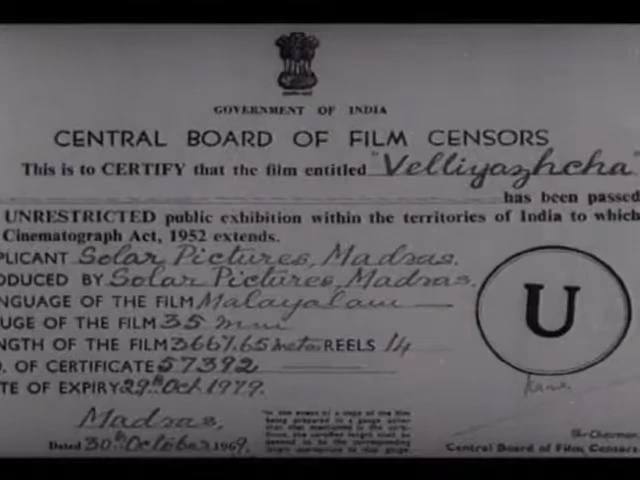 GOVERNMENT OF INDIA
CENTRAL BOARD OF FILM CENSORS
This is to CERTIFY that the film entitled "Velliyazhcha"
has been passed
UNRESTRICTED public exhibition within the territories of India to which
Cinematograph Act, 1952 extends.
PLICANT Solar Pictures, Madras.
ODUCED BY Solar Pictures, Madras.
NGUAGE OF THE FILM Malayalam
UGE OF THE FILM 35 mm
NGTH OF THE FILM 3667.65 metres REELS 14
O. OF CERTIFICATE 57392
TE OF EXPIRY 29th Oct. 1979.
U
Madras,
Dated 30th October 1969.
Chairman,
Central Board of Film Censors